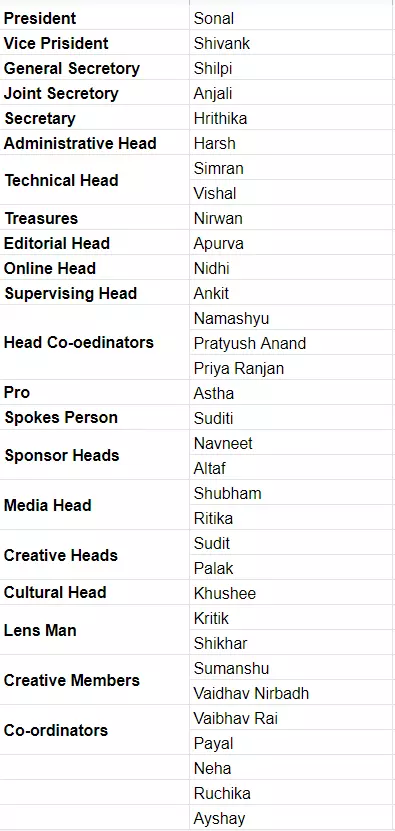 President Sonal
Vice Prisident Shivank
General Secretory Shilpi
Joint Secretory Anjali
Secretary Hrithika
Administrative Head Harsh
Technical Head Simran
Vishal
Treasures Nirwan
Editorial Head Apurva
Online Head Nidhi
Supervising Head Ankit
Head Co-oedinators Namashyu
Pratyush Anand
Priya Ranjan
Pro Astha
Spokes Person Suditi
Sponsor Heads Navneet
Altaf
Media Head Shubham
Ritika
Creative Heads Sudit
Palak
Cultural Head Khushee
Lens Man Kritik
Shikhar
Creative Members Sumanshu
Vaidhav Nirbadh
Co-ordinators Vaibhav Rai
Payal
Neha
Ruchika
Ayshay